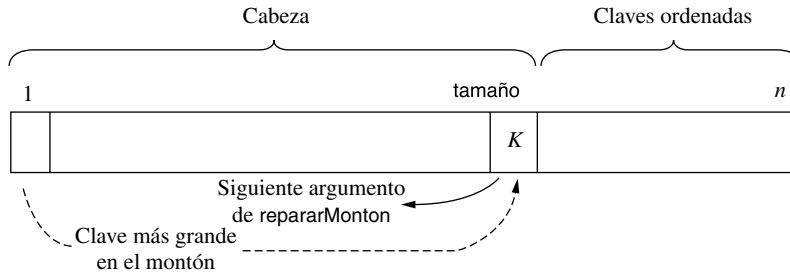 Cabeza
Claves ordenadas
1
tamaño
n
K
Siguiente argumento
de repararMonton
Clave más grande
en el montón